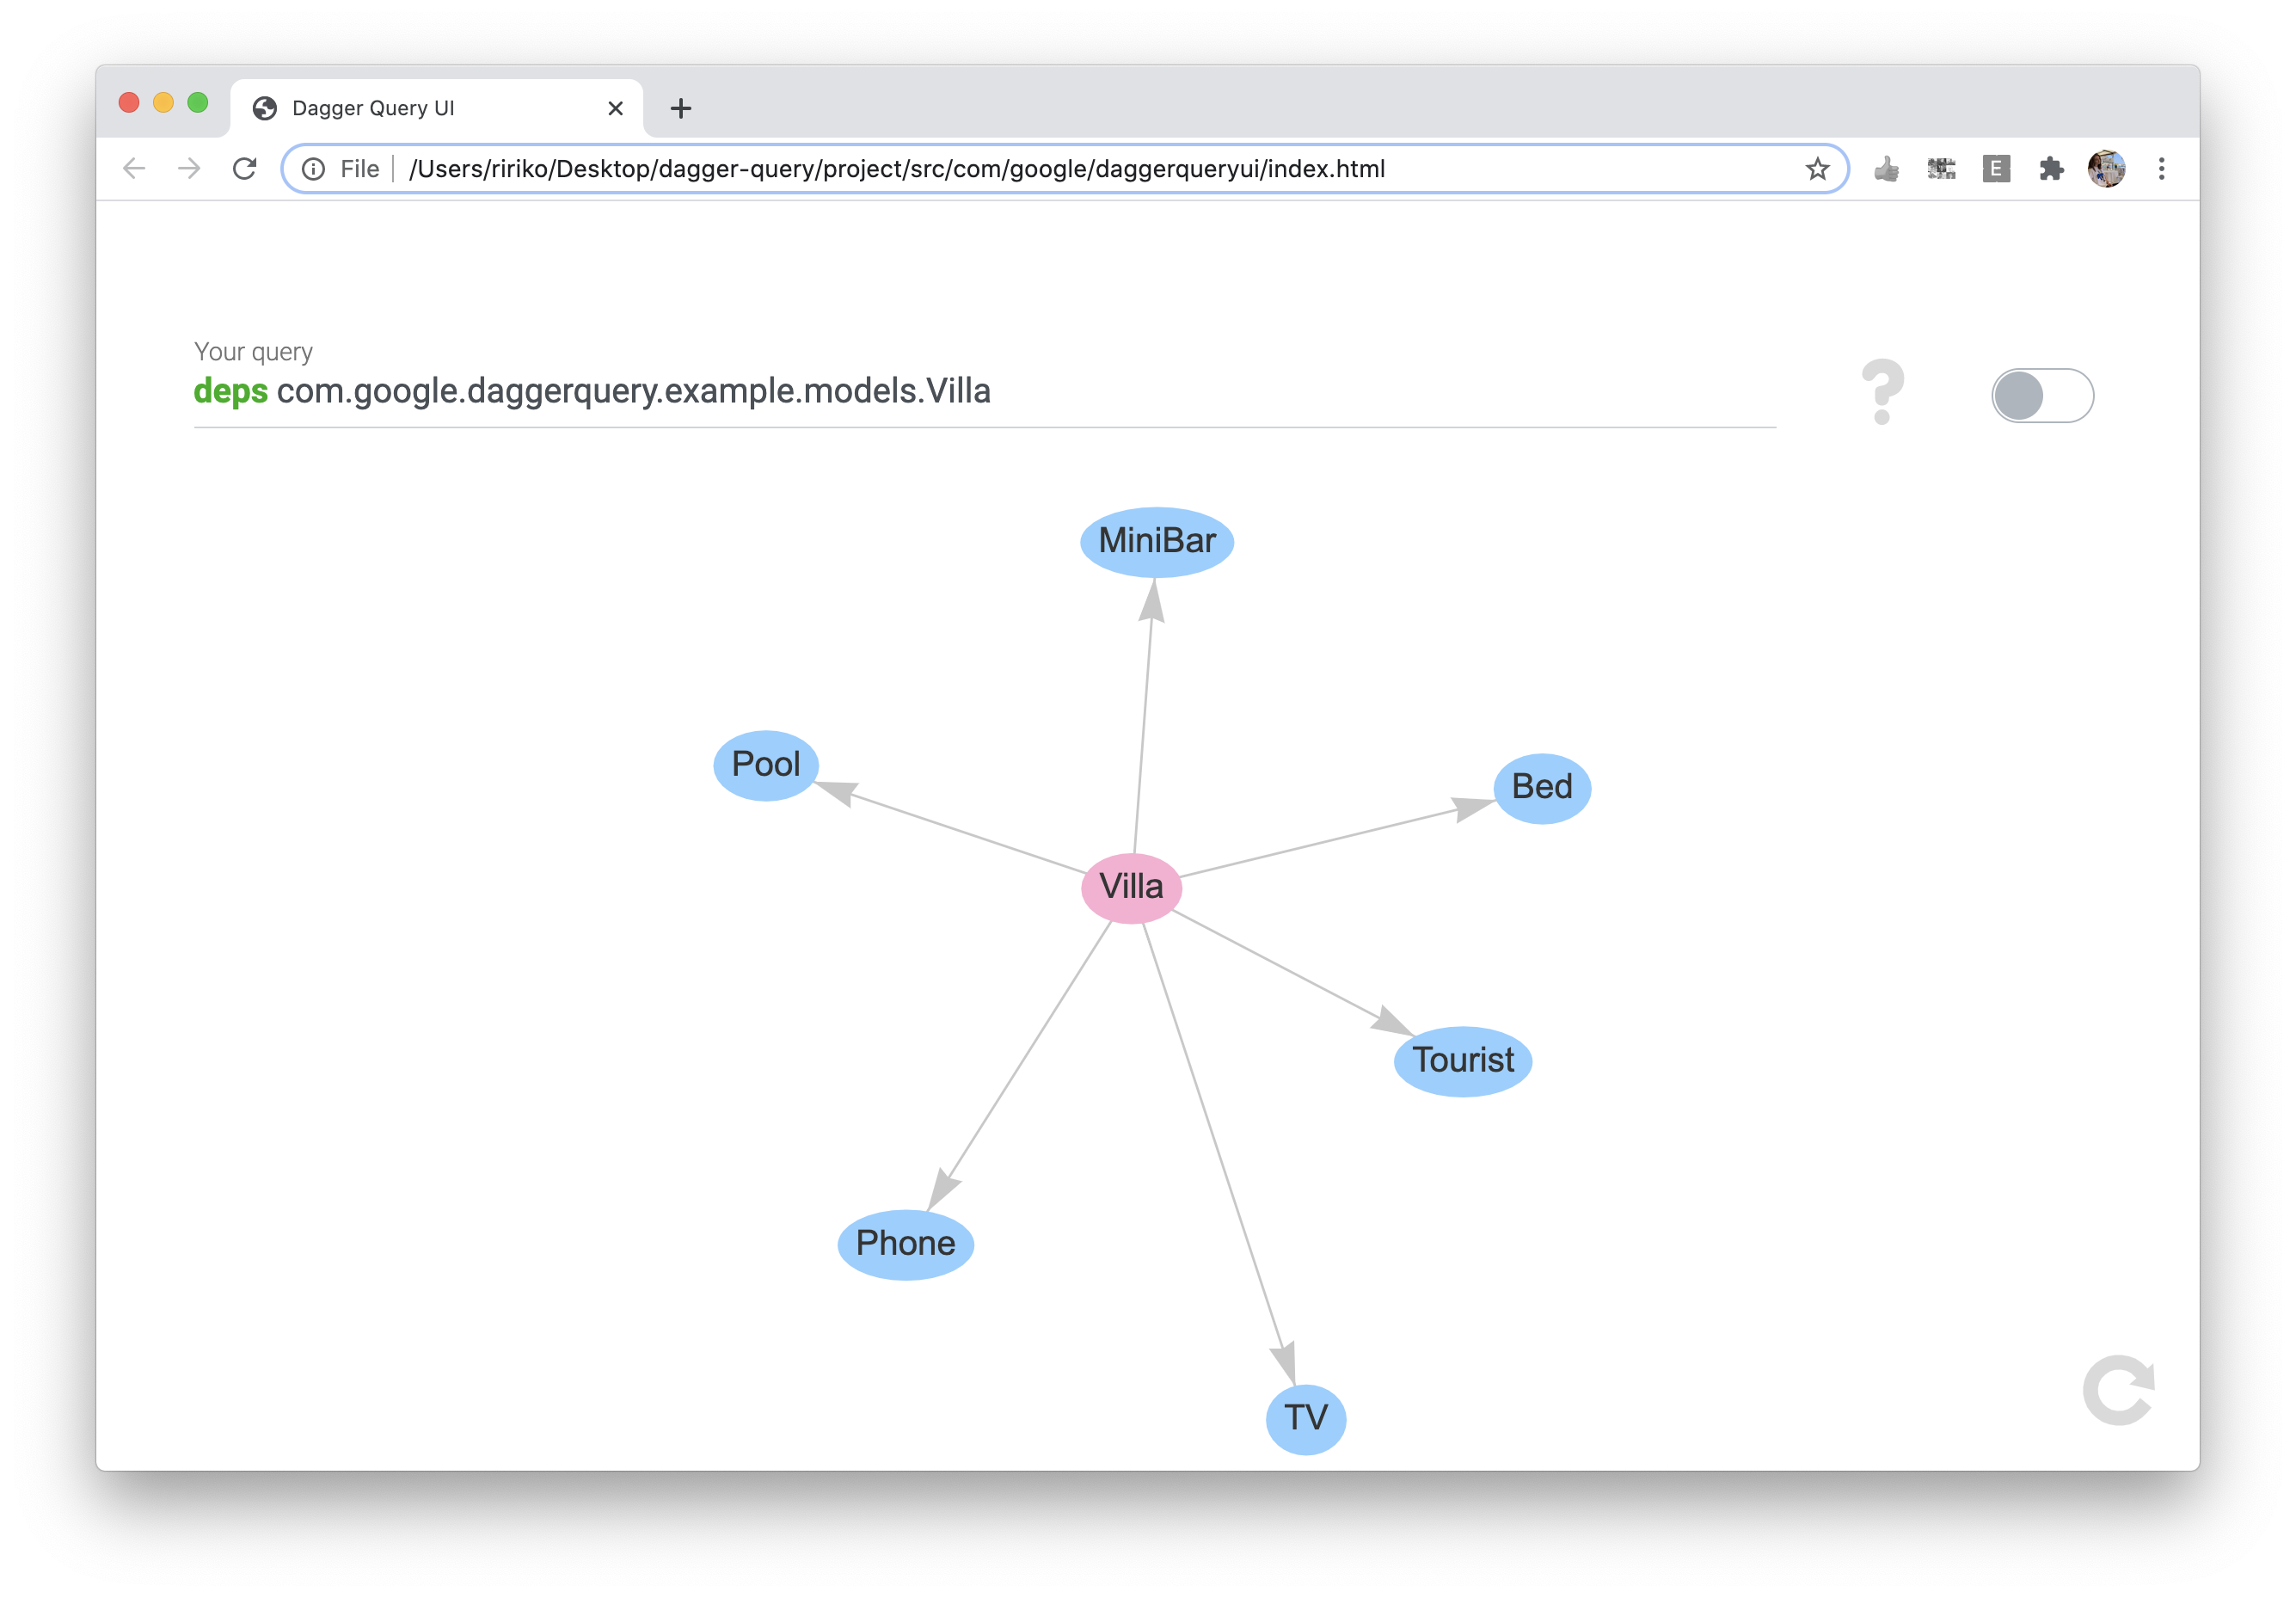 Dagger Query UI
File
/Users/ririko/Desktop/dagger-query/project/src/com/google/daggerqueryui/index.html
E
Your query
deps com.google.daggerquery.example.models.Villa
?
MiniBar
Pool
Bed
Villa
Tourist
Phone
TV